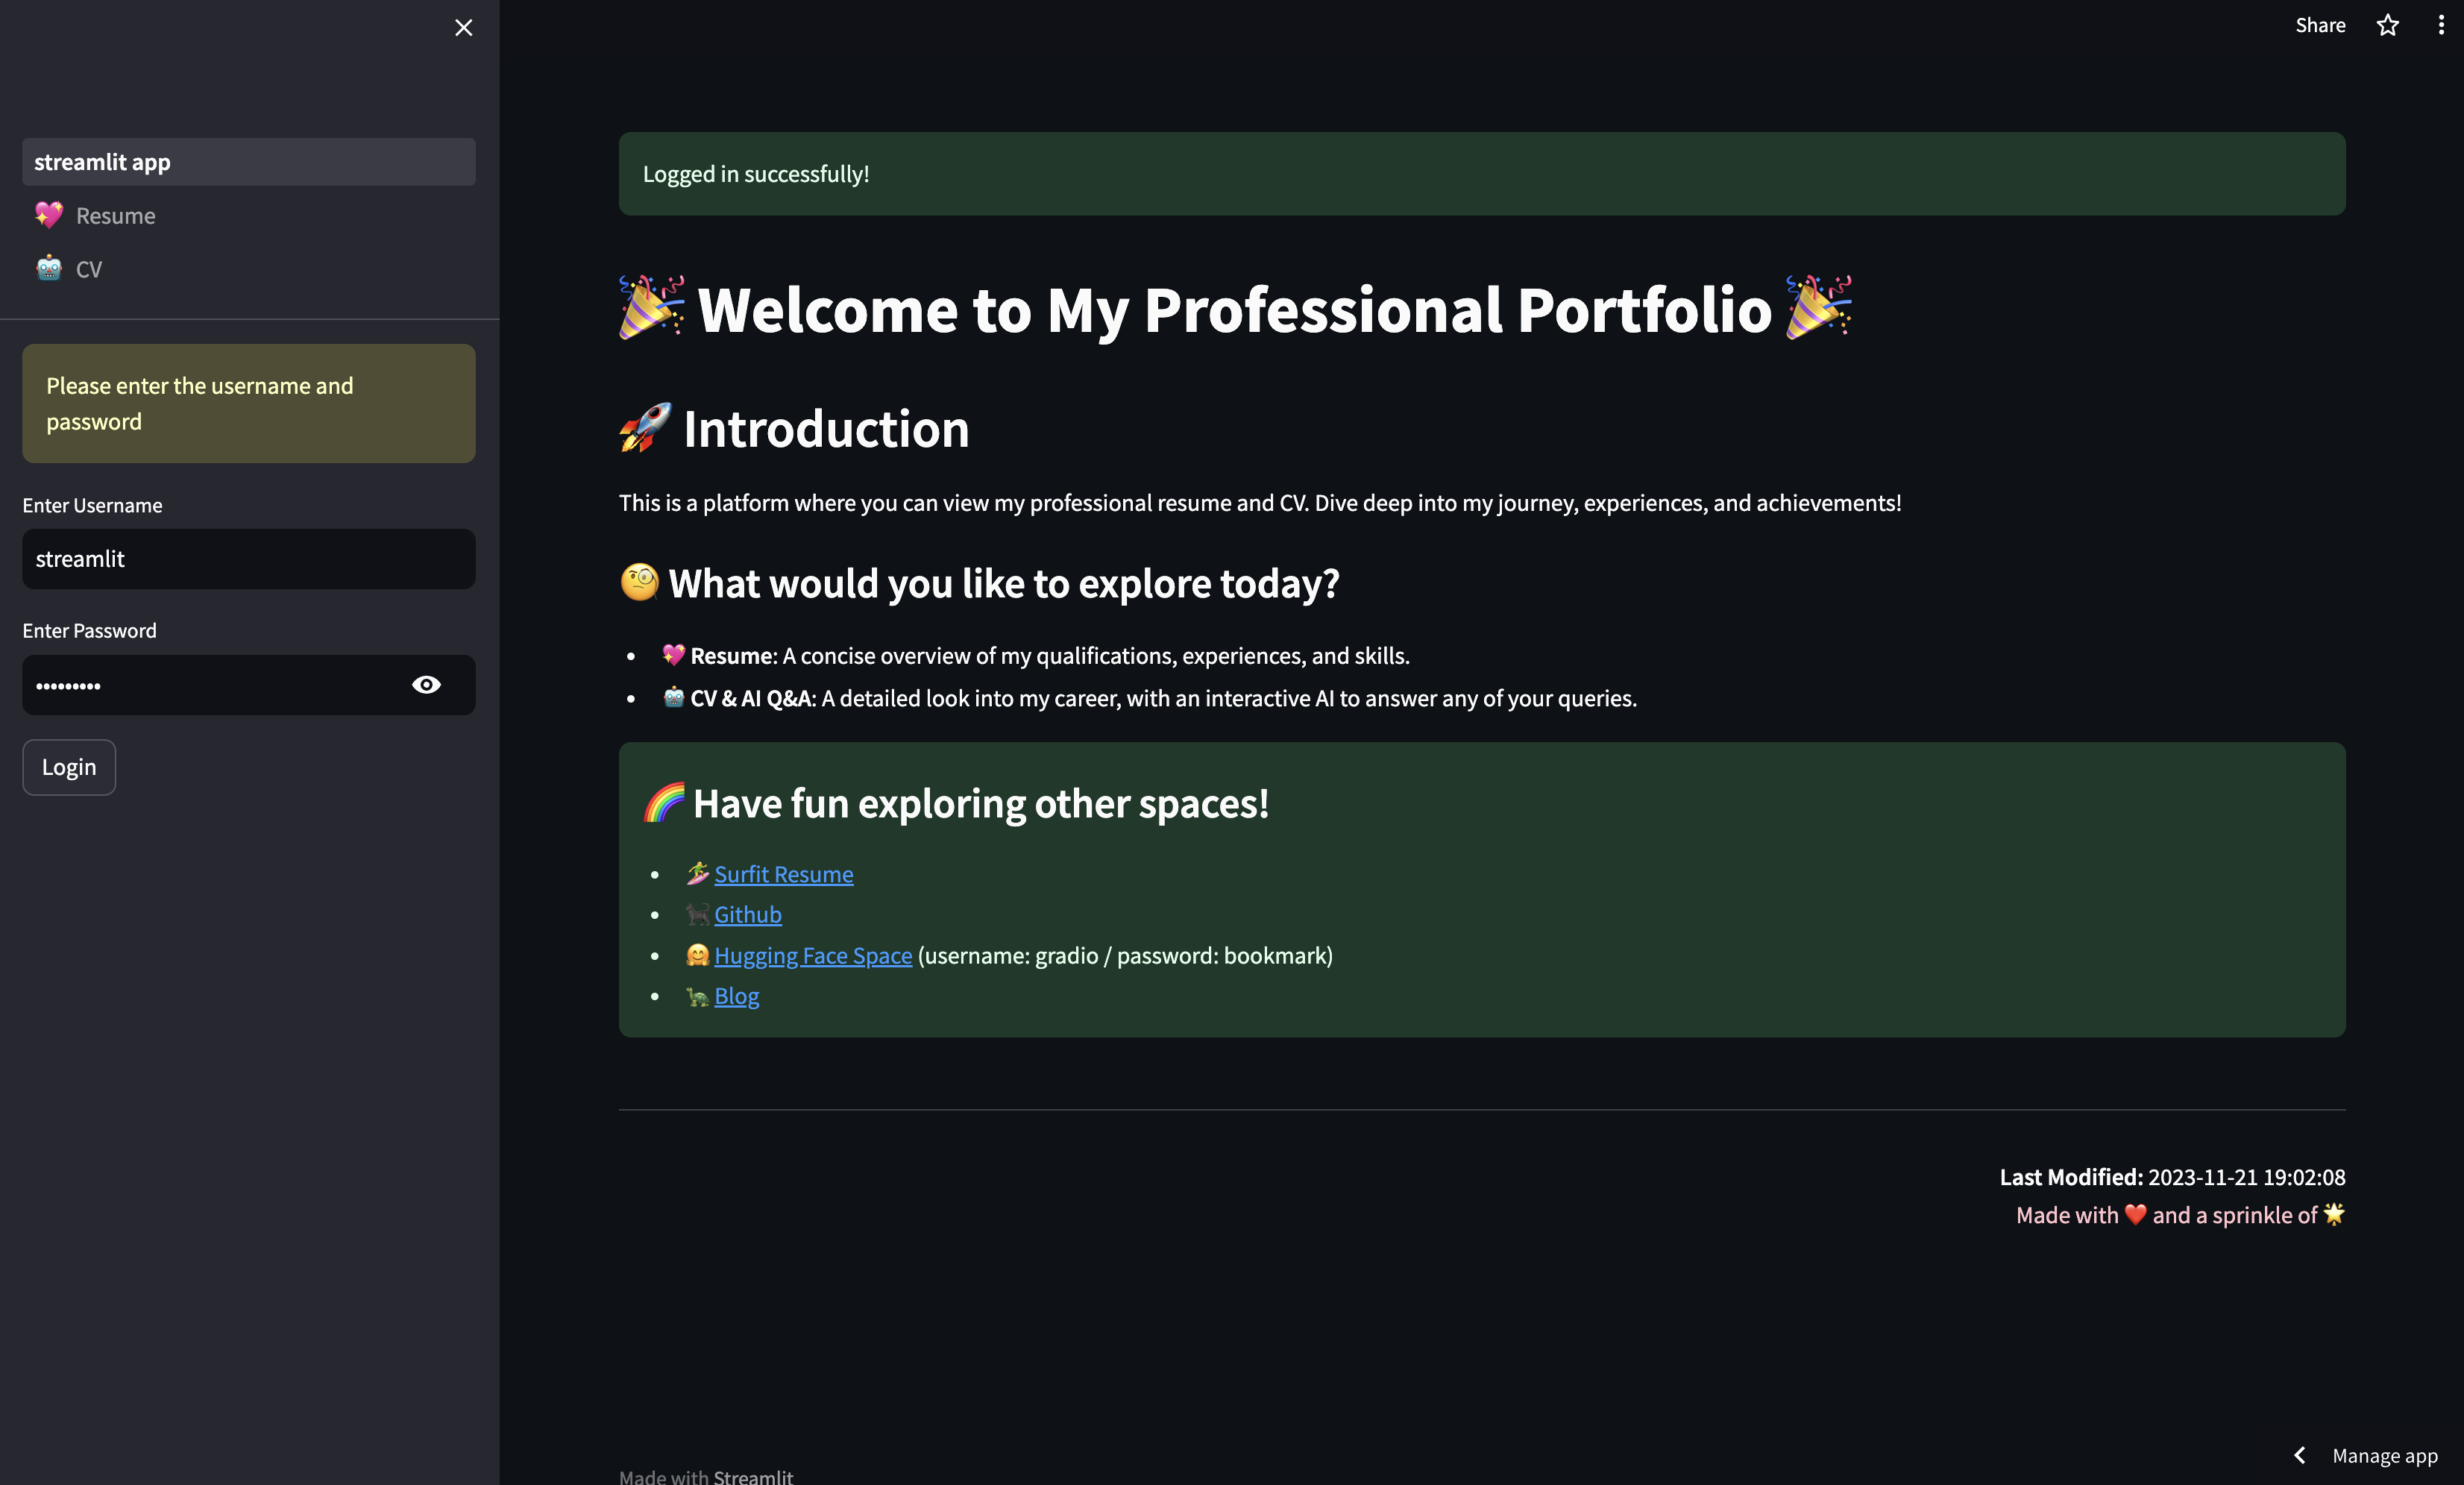 Share
streamlit app
Resume
CV
Please enter the username and
password
Enter Username
streamlit
Enter Password
•••••••••
Login
Logged in successfully!
🎉 Welcome to My Professional Portfolio 🎉
🚀 Introduction
This is a platform where you can view my professional resume and CV. Dive deep into my journey, experiences, and achievements!
🧐 What would you like to explore today?
• 💖 Resume: A concise overview of my qualifications, experiences, and skills.
• 🤖 CV & AI Q&A: A detailed look into my career, with an interactive AI to answer any of your queries.
🌈 Have fun exploring other spaces!
• 🏄 Surfit Resume
• 🐈‍⬛ Github
• 🤗 Hugging Face Space (username: gradio / password: bookmark)
• 🐢 Blog
Last Modified: 2023-11-21 19:02:08
Made with ❤️ and a sprinkle of 🌟
Made with Streamlit
Manage app